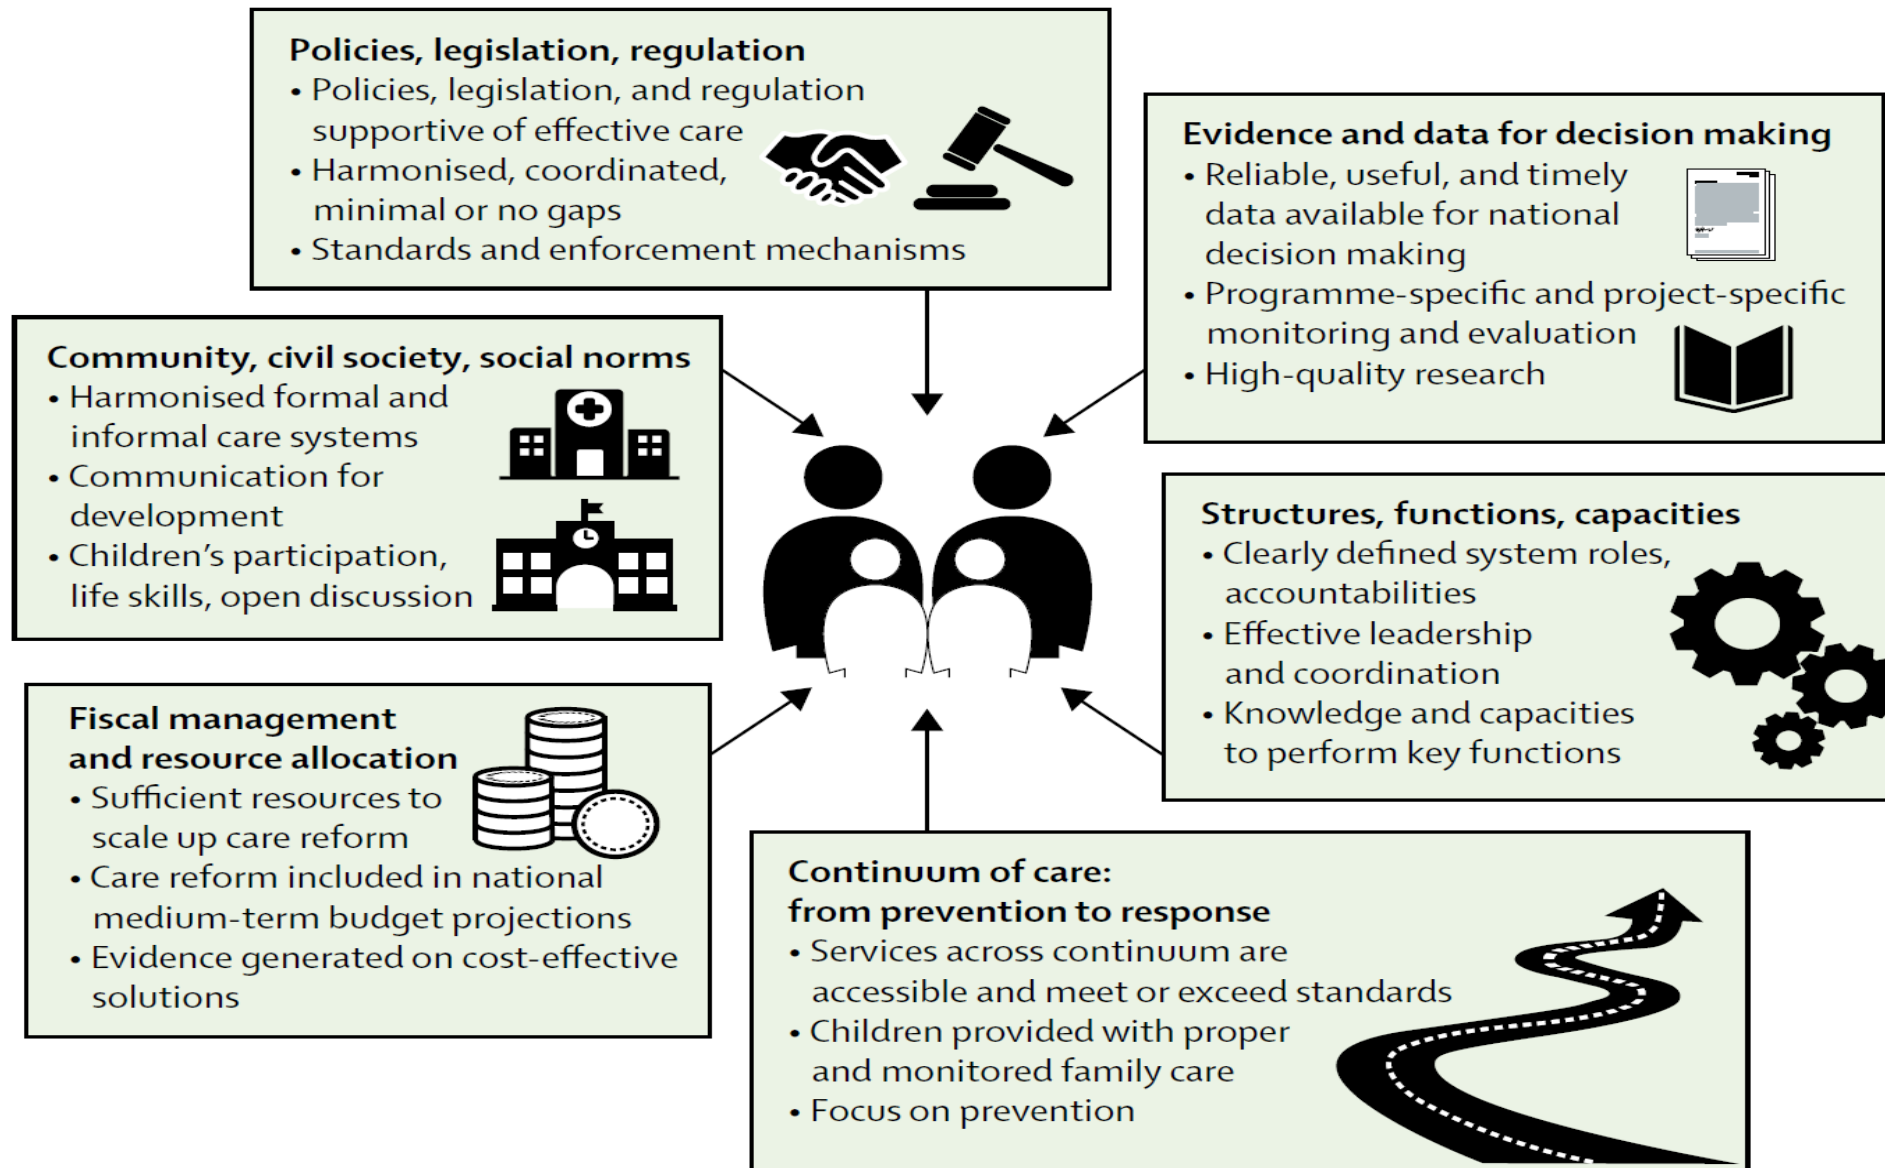 Policies, legislation, regulation
• Policies, legislation, and regulation
supportive of effective care
• Harmonised, coordinated,
minimal or no gaps
• Standards and enforcement mechanisms
Evidence and data for decision making
• Reliable, useful, and timely
data available for national
decision making
• Programme-specific and project-specific
monitoring and evaluation
• High-quality research
Community, civil society, social norms
• Harmonised formal and
informal care systems
• Communication for
development
• Children’s participation,
life skills, open discussion
Structures, functions, capacities
• Clearly defined system roles,
accountabilities
• Effective leadership
and coordination
• Knowledge and capacities
to perform key functions
Fiscal management
and resource allocation
• Sufficient resources to
scale up care reform
• Care reform included in national
medium-term budget projections
• Evidence generated on cost-effective
solutions
Continuum of care:
from prevention to response
• Services across continuum are
accessible and meet or exceed standards
• Children provided with proper
and monitored family care
• Focus on prevention